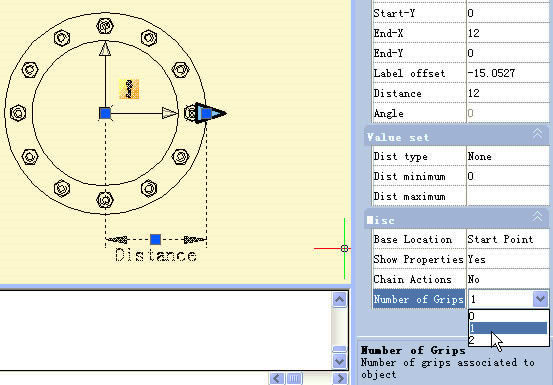 Start-Y 0
End-X 12
End-Y 0
Label offset -15.0527
Distance 12
Angle 0
Value set
Dist type None
Dist minimum 0
Dist maximum
Misc
Base Location Start Point
Show Properties Yes
Chain Actions No
Number of Grips 1
0
1
2
Number of Grips
Number of grips associated to
object
Distance